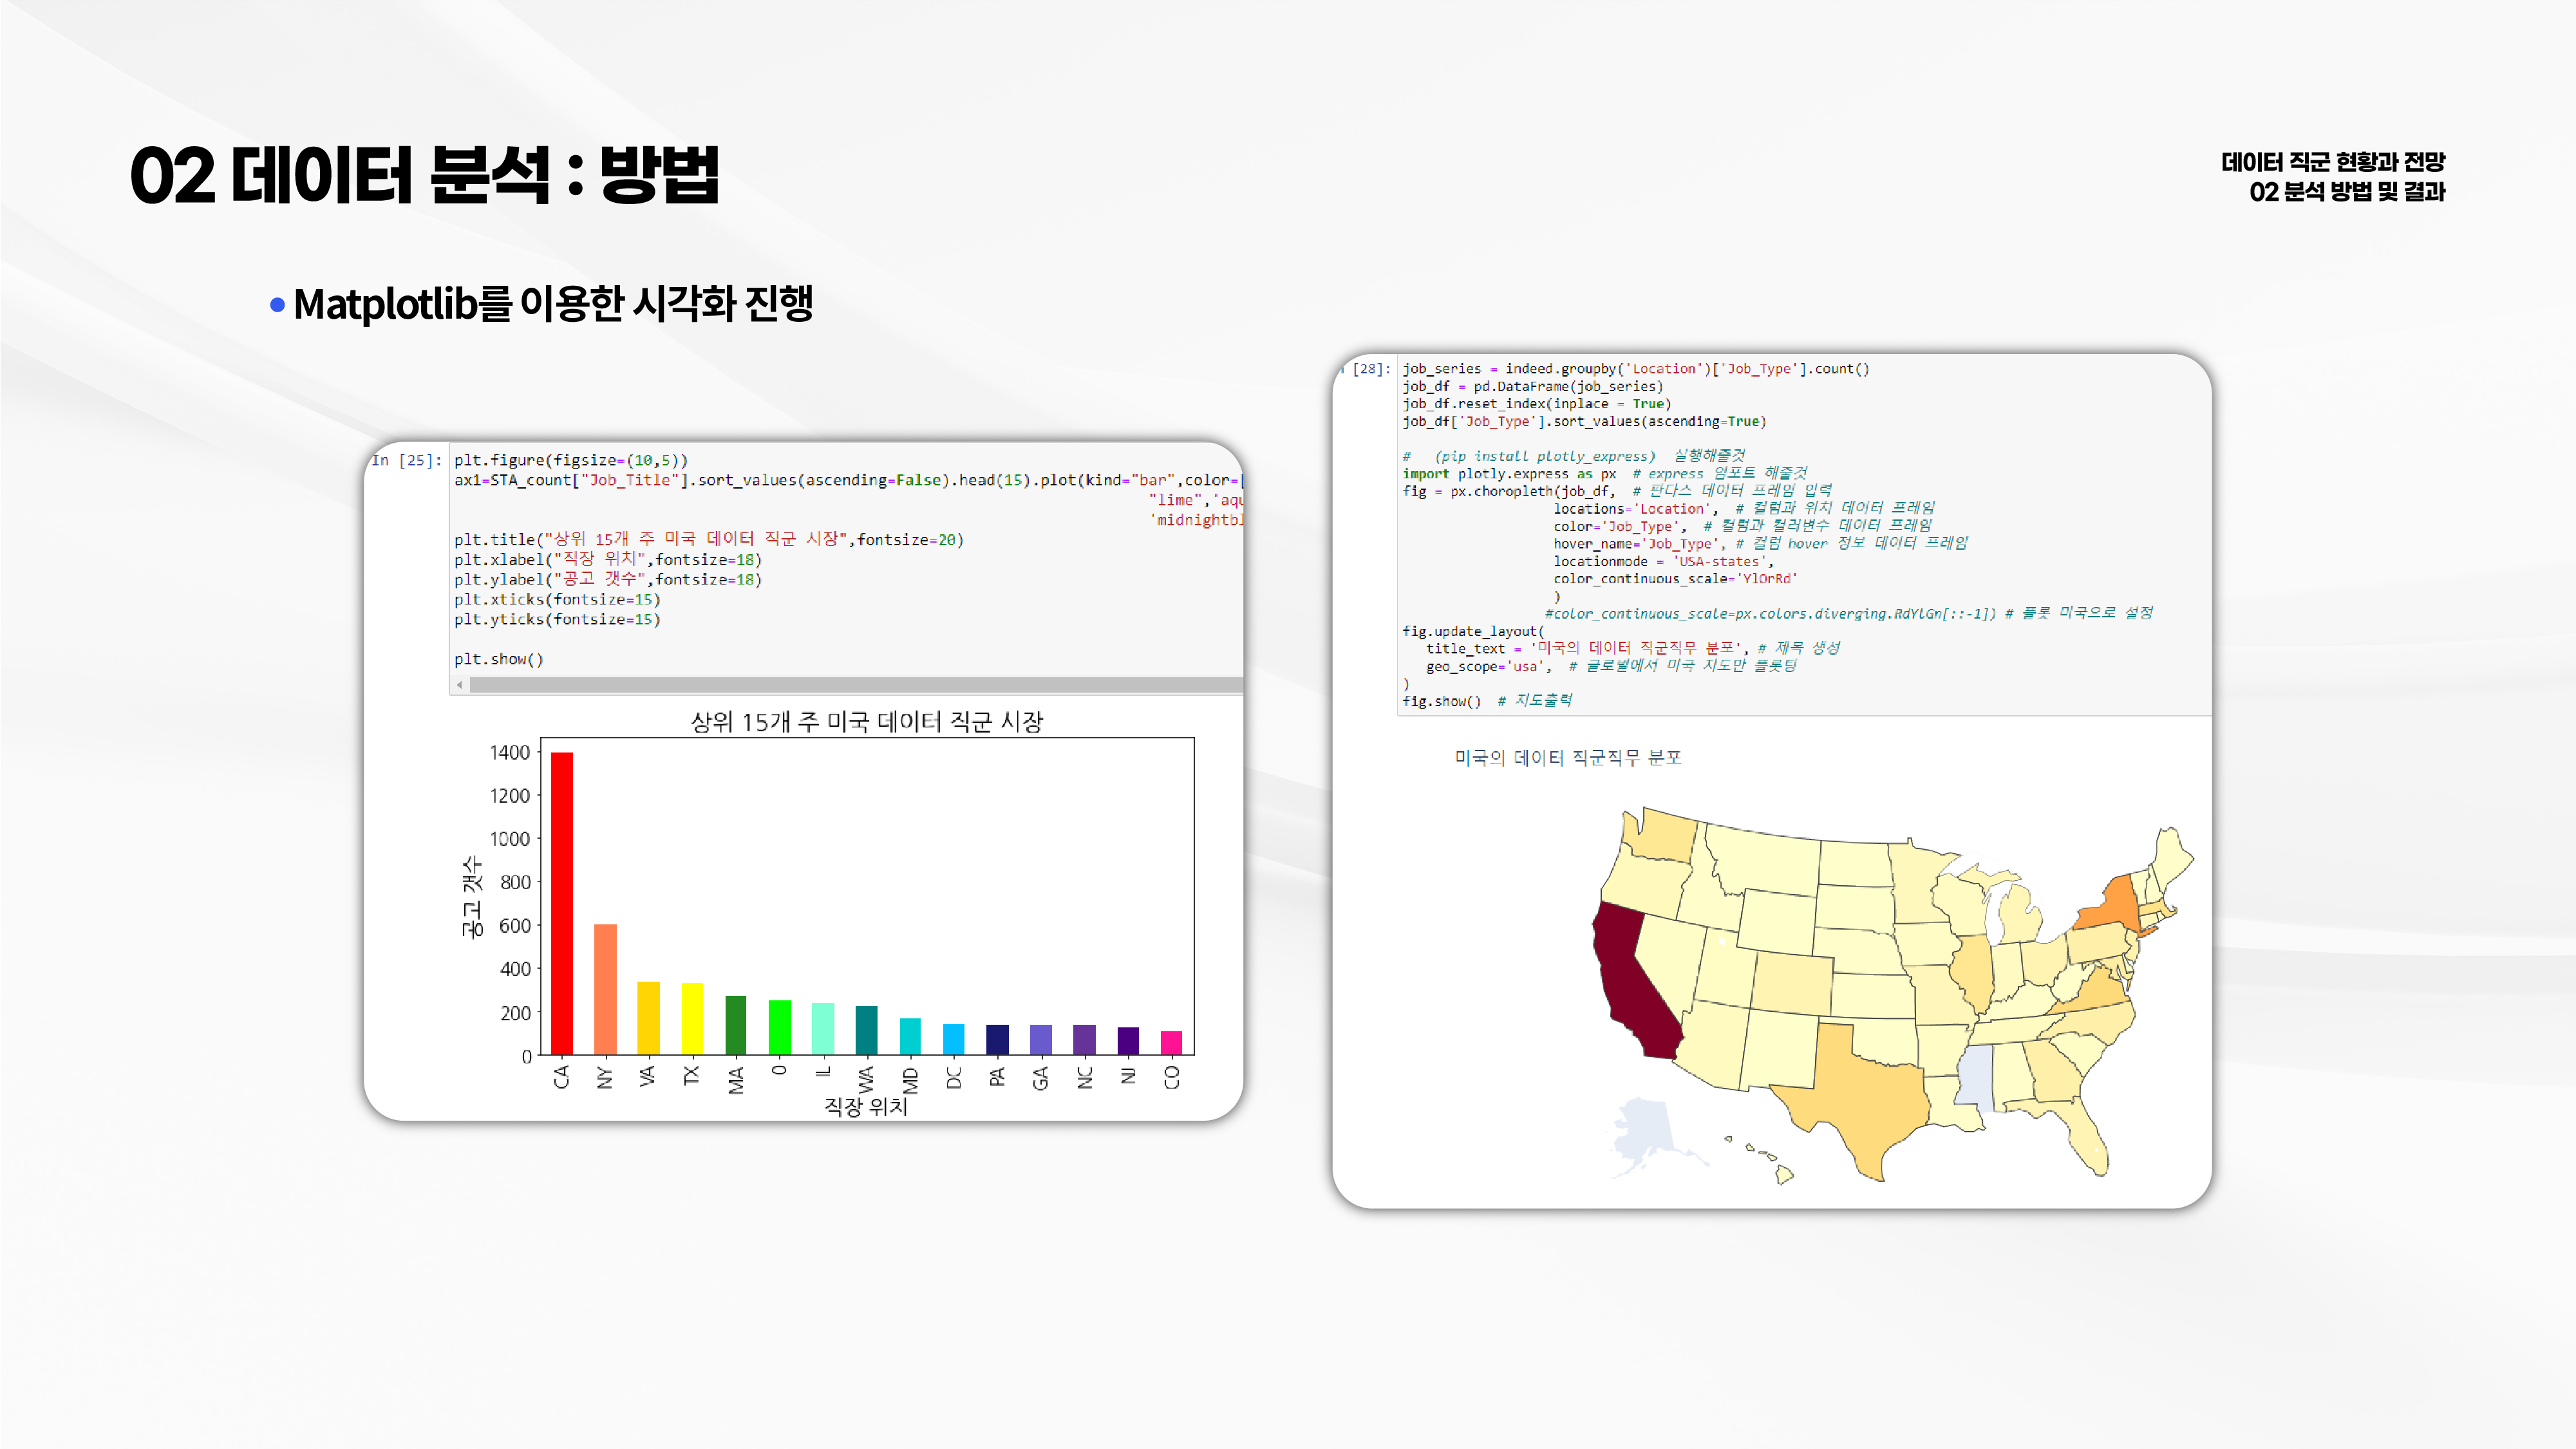 02 데이터 분석 : 방법
데이터 직군 현황과 전망
02 분석 방법 및 결과
• Matplotlib를 이용한 시각화 진행
In [25]:
plt.figure(figsize=(10,5))
ax1=STA_count["Job_Title"].sort_values(ascending=False).head(15).plot(kind="bar",color=[
"lime",'aqu
'midnightbl
plt.title("상위 15개 주 미국 데이터 직군 시장",fontsize=20)
plt.xlabel("직장 위치",fontsize=18)
plt.ylabel("공고 갯수",fontsize=18)
plt.xticks(fontsize=15)
plt.yticks(fontsize=15)
plt.show()
상위 15개 주 미국 데이터 직군 시장
1400
1200
1000
800
600
400
200
0
공고 갯수
CA NY VA TX MA 0 IL WA MD DC PA GA NC NJ CO
직장 위치
[28]:
job_series = indeed.groupby('Location')['Job_Type'].count()
job_df = pd.DataFrame(job_series)
job_df.reset_index(inplace = True)
job_df['Job_Type'].sort_values(ascending=True)
# (pip install plotly_express) 실행해줄것
import plotly.express as px # express 임포트 해줄것
fig = px.choropleth(job_df, # 판다스 데이터 프레임 입력
locations='Location', # 컬럼과 위치 데이터 프레임
color='Job_Type', # 컬럼과 컬러변수 데이터 프레임
hover_name='Job_Type', # 컬럼 hover 정보 데이터 프레임
locationmode = 'USA-states',
color_continuous_scale='YlOrRd'
)
#color_continuous_scale=px.colors.diverging.RdYlGn[::-1]) # 플롯 미국으로 설정
fig.update_layout(
title_text = '미국의 데이터 직군직무 분포', # 제목 생성
geo_scope='usa', # 글로벌에서 미국 지도만 플롯팅
)
fig.show() # 지도출력
미국의 데이터 직군직무 분포